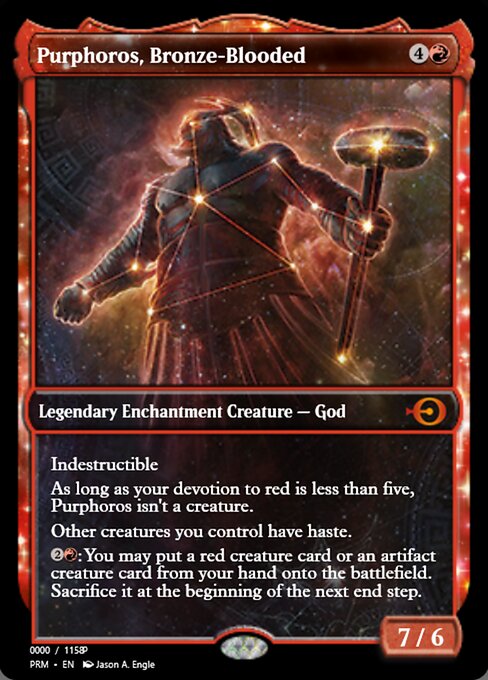 Purphoros, Bronze-Blooded 4
Legendary Enchantment Creature — God
Indestructible
As long as your devotion to red is less than five,
Purphoros isn't a creature.
Other creatures you control have haste.
2:You may put a red creature card or an artifact
creature card from your hand onto the battlefield.
Sacrifice it at the beginning of the next end step.
7/6
0000 / 1158P
PRM • EN Jason A. Engle